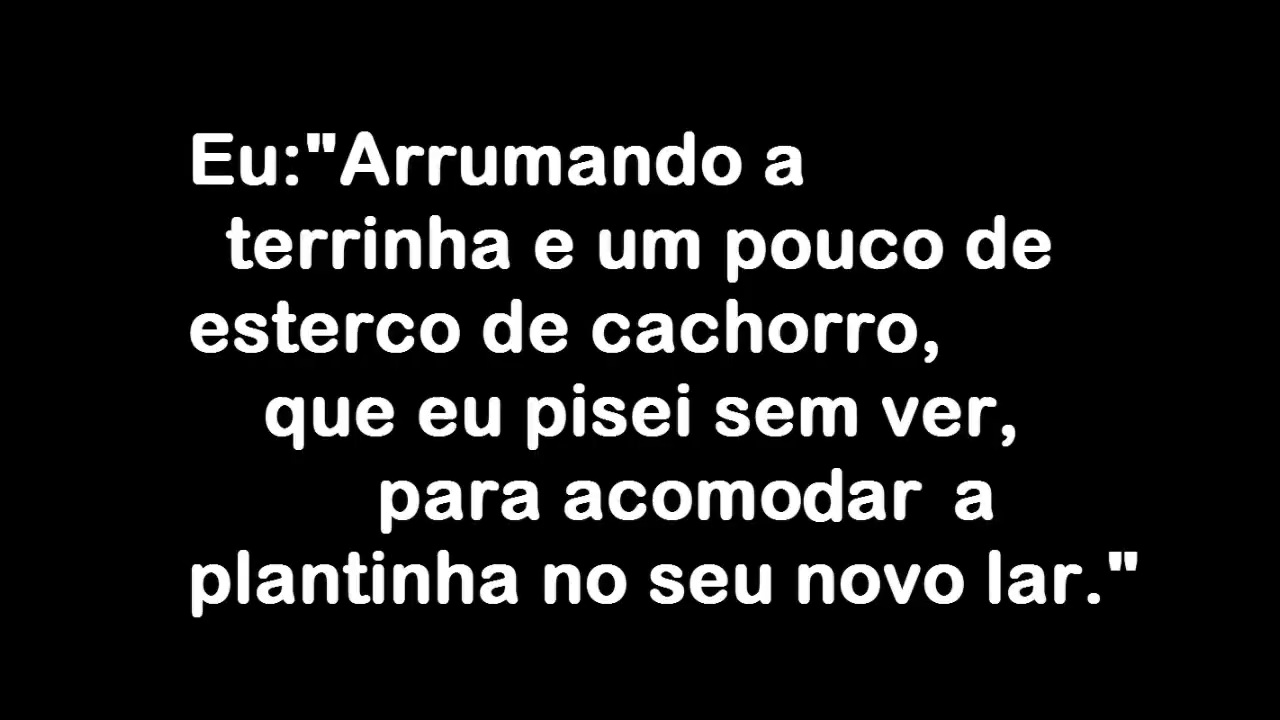 Eu:"Arrumando a
terrinha e um pouco de
esterco de cachorro,
que eu pisei sem ver,
para acomodar a
plantinha no seu novo lar."